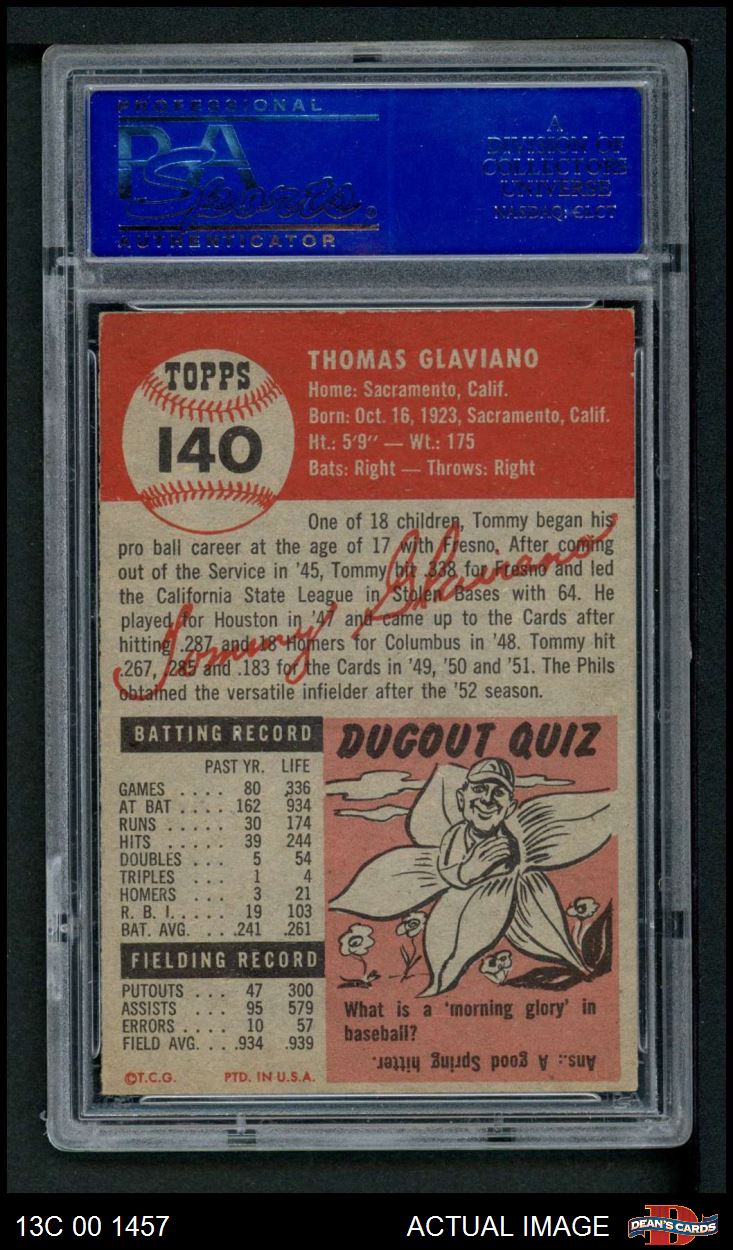 PROFESSIONAL
PSA
Sports®
AUTHENTICATOR
A
DIVISION OF
COLLECTORS
UNIVERSE
NASDAQ: CLCT
TOPPS
140
THOMAS GLAVIANO
Home: Sacramento, Calif.
Born: Oct. 16, 1923, Sacramento, Calif.
Ht.: 5'9" — Wt.: 175
Bats: Right — Throws: Right
One of 18 children, Tommy began his
pro ball career at the age of 17 with Fresno. After coming
out of the Service in '45, Tommy hit .338 for Fresno and led
the California State League in Stolen Bases with 64. He
played for Houston in '47 and came up to the Cards after
hitting .287 and 18 Homers for Columbus in '48. Tommy hit
.267, .285 and .183 for the Cards in '49, '50 and '51. The Phils
obtained the versatile infielder after the '52 season.
Tommy Glaviano
BATTING RECORD
PAST YR. LIFE
GAMES .... 80 336
AT BAT .... 162 934
RUNS ..... 30 174
HITS ..... 39 244
DOUBLES ... 5 54
TRIPLES ... 1 4
HOMERS ... 3 21
R. B. I. .... 19 103
BAT. AVG. ... .241 .261
FIELDING RECORD
PUTOUTS ... 47 300
ASSISTS ... 95 579
ERRORS .... 10 57
FIELD AVG. ... .934 .939
©T.C.G. PTD. IN U.S.A.
DUGOUT QUIZ
What is a 'morning glory' in
baseball?
Ans.: A good Spring hitter.
13C 00 1457
ACTUAL IMAGE
D
DEAN'S CARDS